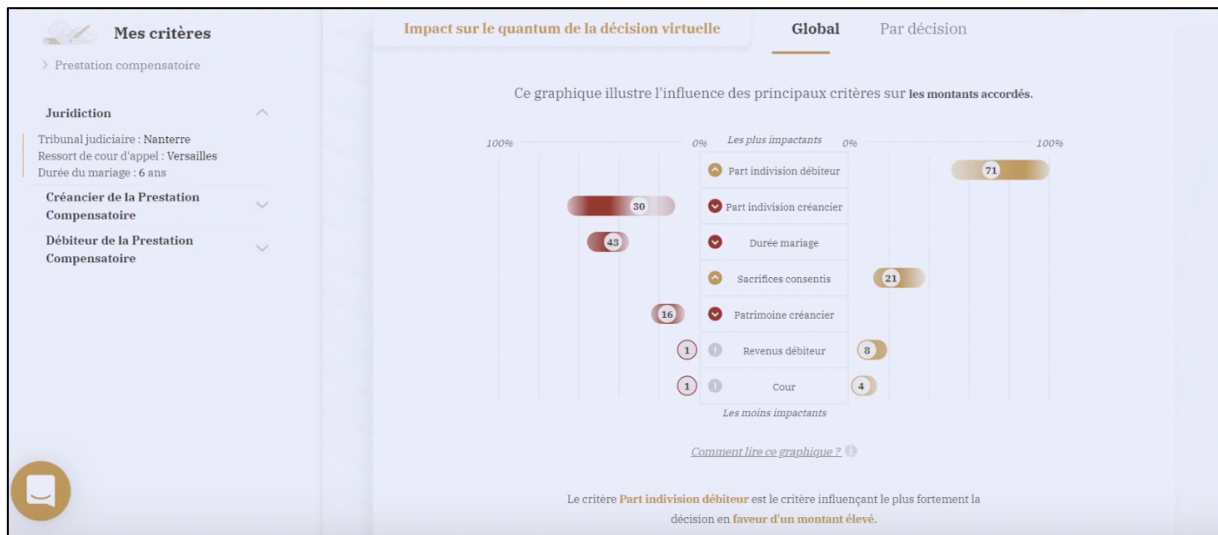 Mes critères
> Prestation compensatoire
Juridiction
Tribunal judiciaire : Nanterre
Ressort de cour d'appel : Versailles
Durée du mariage : 6 ans
Créancier de la Prestation
Compensatoire
Débiteur de la Prestation
Compensatoire
Impact sur le quantum de la décision virtuelle
Global
Par décision
Ce graphique illustre l'influence des principaux critères sur les montants accordés.
100% 0% Les plus impactants 0% 100%
Part indivision débiteur 71
30 Part indivision créancier
43 Durée mariage
Sacrifices consentis 21
16 Patrimoine créancier
1 ! Revenus débiteur 8
1 ! Cour 4
Les moins impactants
Comment lire ce graphique ? i
Le critère Part indivision débiteur est le critère influençant le plus fortement la
décision en faveur d'un montant élevé.